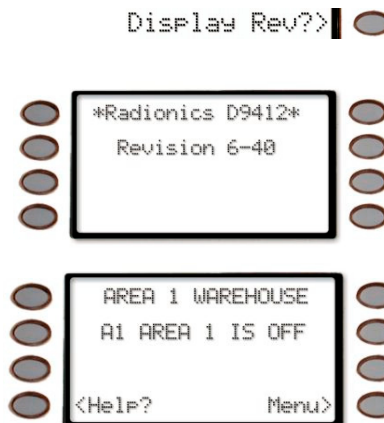 Display Rev?>
*Radionics D9412*
Revision 6-40
AREA 1 WAREHOUSE
A1 AREA 1 IS OFF
<Help? Menu>